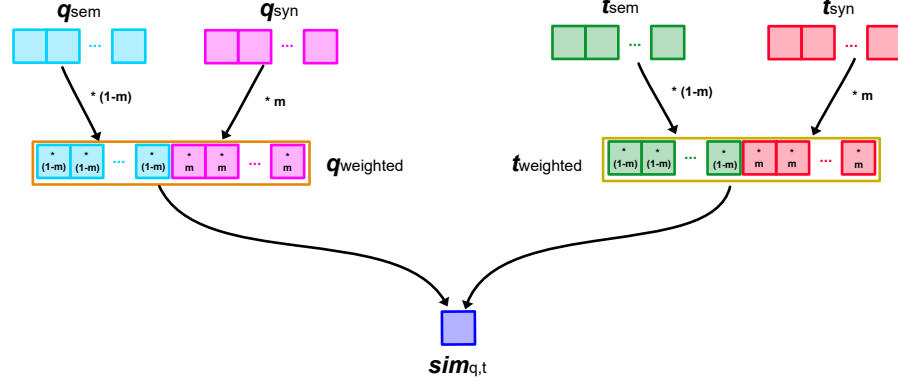 qsem
qsyn
tsem
tsyn
...
...
...
...
* (1-m)
* m
* (1-m)
* m
* (1-m) * (1-m) ... * (1-m) * m * m ... * m
qweighted
tweighted
* (1-m) * (1-m) ... * (1-m) * m * m ... * m
simq,t